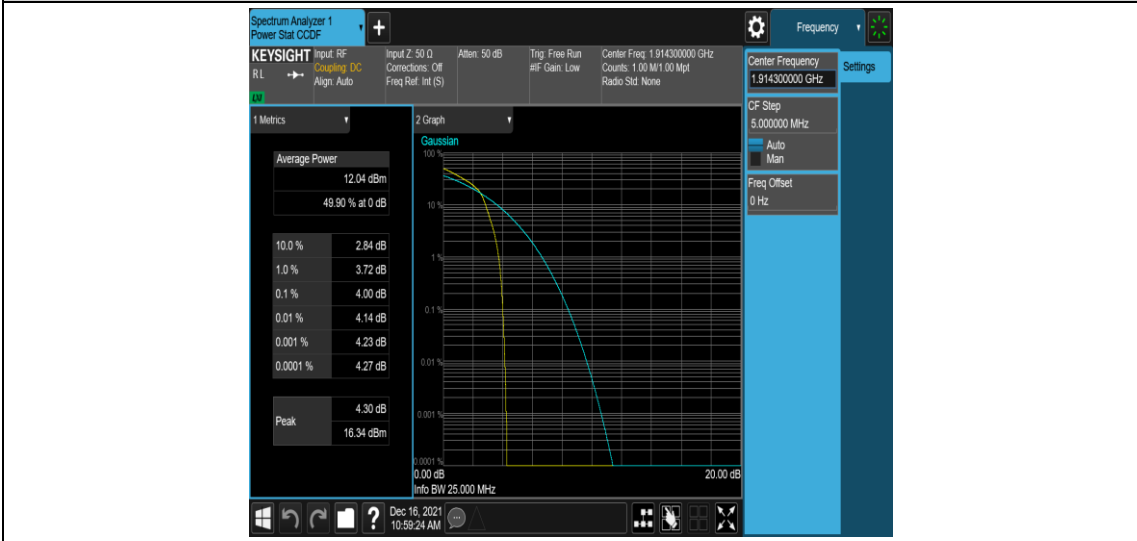 Spectrum Analyzer 1
Power Stat CCDF
+
Frequency
KEYSIGHT
R L
LXI
Input: RF
Coupling: DC
Align: Auto
Input Z: 50 Ω
Corrections: Off
Freq Ref: Int (S)
Atten: 50 dB
Trig: Free Run
#IF Gain: Low
Center Freq: 1.914300000 GHz
Counts: 1.00 M/1.00 Mpt
Radio Std: None
Center Frequency
1.914300000 GHz
Settings
CF Step
5.000000 MHz
Auto
Man
Freq Offset
0 Hz
1 Metrics
Average Power
12.04 dBm
49.90 % at 0 dB
10.0 % 2.84 dB
1.0 % 3.72 dB
0.1 % 4.00 dB
0.01 % 4.14 dB
0.001 % 4.23 dB
0.0001 % 4.27 dB
Peak
4.30 dB
16.34 dBm
2 Graph
Gaussian
100 %
10 %
1 %
0.1 %
0.01 %
0.001 %
0.0001 %
0.00 dB 20.00 dB
Info BW 25.000 MHz
?
Dec 16, 2021
10:59:24 AM